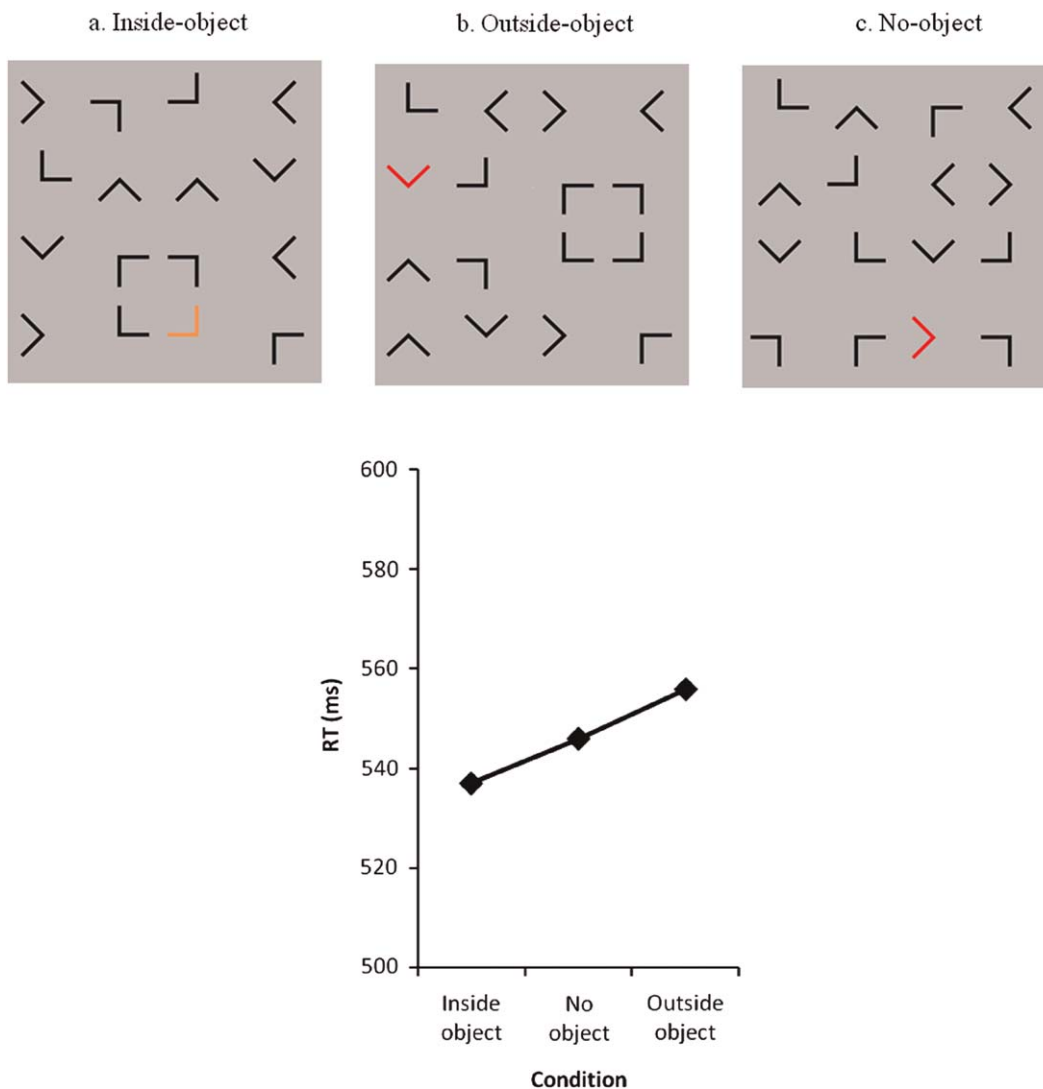 a. Inside-object
b. Outside-object
c. No-object
600
580
560
540
520
500
RT (ms)
Inside
object
No
object
Outside
object
Condition